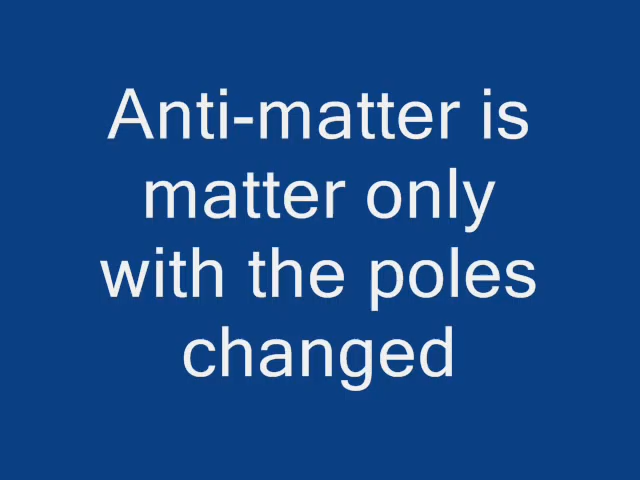 Anti-matter is
matter only
with the poles
changed